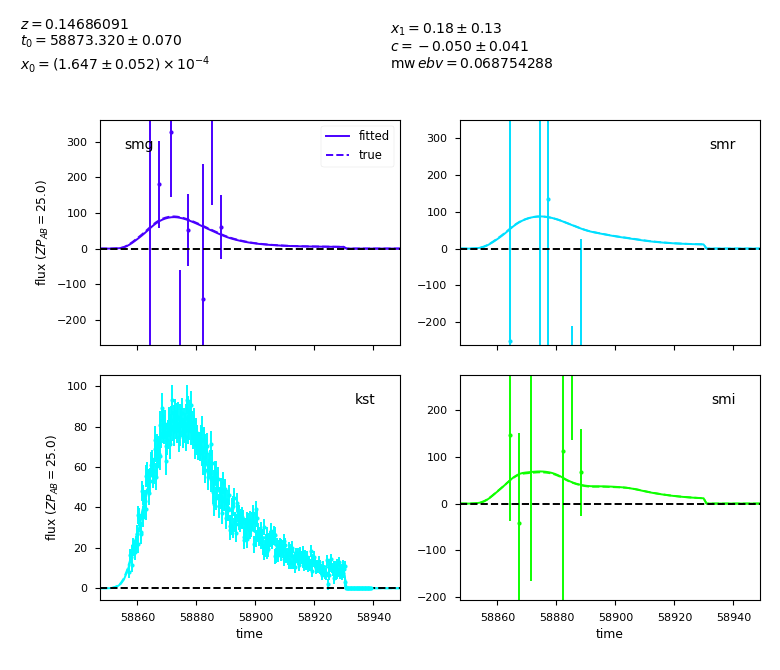 z = 0.14686091
t₀ = 58873.320 ± 0.070
x₀ = (1.647 ± 0.052) × 10⁻⁴
x₁ = 0.18 ± 0.13
c = −0.050 ± 0.041
mw ebv = 0.068754288
smg
fitted
true
300
200
100
0
−100
−200
flux (ZP_AB = 25.0)
smr
300
200
100
0
−100
−200
kst
100
80
60
40
20
0
flux (ZP_AB = 25.0)
58860 58880 58900 58920 58940
time
smi
200
100
0
−100
−200
58860 58880 58900 58920 58940
time